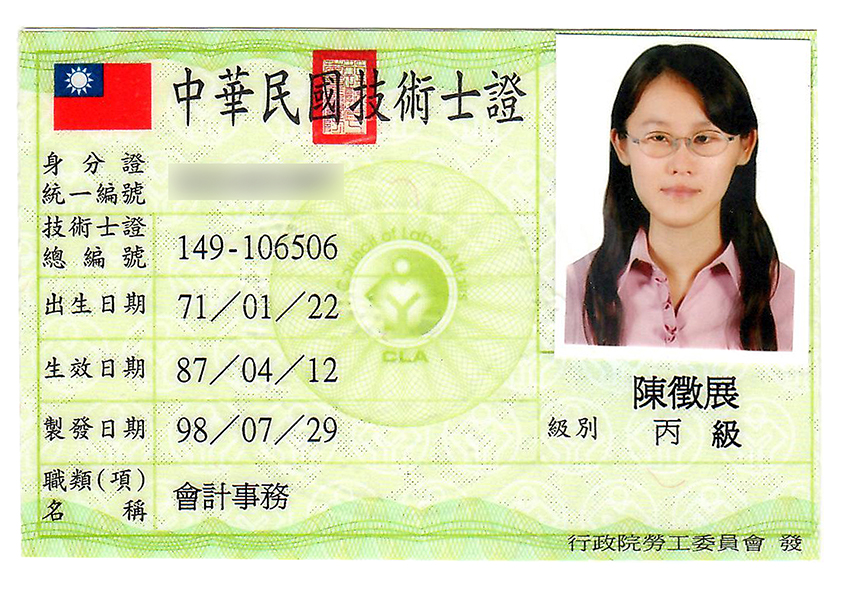 中華民國技術士證
身分證
統一編號
技術士證
總編號 149-106506
出生日期 71/01/22
生效日期 87/04/12
製發日期 98/07/29
職類(項)
名稱 會計事務
Council of Labor Affairs
CLA
陳徵展
級別 丙級
行政院勞工委員會 發